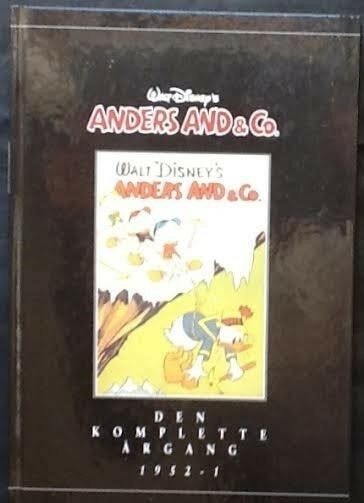 Walt Disney's
ANDERS AND & Co.
WALT DISNEY'S
ANDERS AND & Co.
DEN
KOMPLETTE
ÅRGANG
1952-1